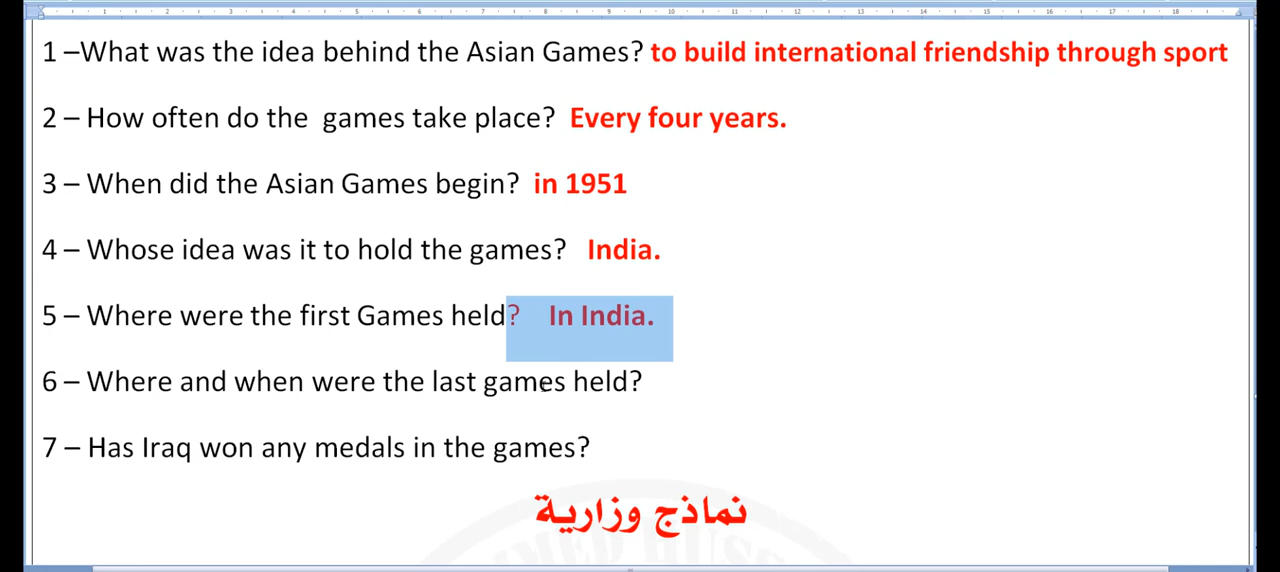 1 –What was the idea behind the Asian Games? to build international friendship through sport
2 – How often do the  games take place?  Every four years.
3 – When did the Asian Games begin?  in 1951
4 – Whose idea was it to hold the games?   India.
5 – Where were the first Games held?    In India.
6 – Where and when were the last games held?
7 – Has Iraq won any medals in the games?
نماذج وزارية